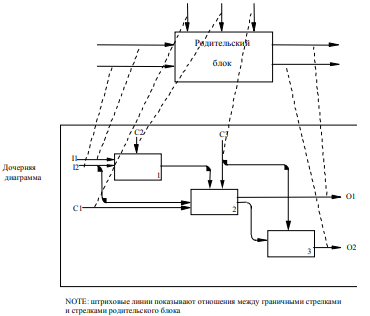 Родительский
блок
C2
C3
Дочерняя
диаграмма
I1
I2
1
C1
2
O1
3
O2
NOTE: штриховые линии показывают отношения между граничными стрелками
и стрелками родительского блока